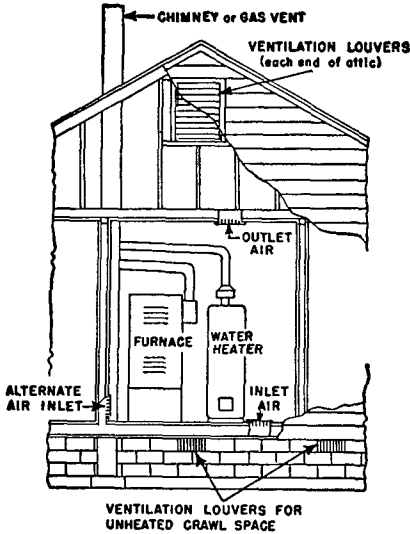 CHIMNEY or GAS VENT
VENTILATION LOUVERS
(each end of attic)
OUTLET
AIR
FURNACE
WATER
HEATER
ALTERNATE
AIR INLET
INLET
AIR
VENTILATION LOUVERS FOR
UNHEATED CRAWL SPACE